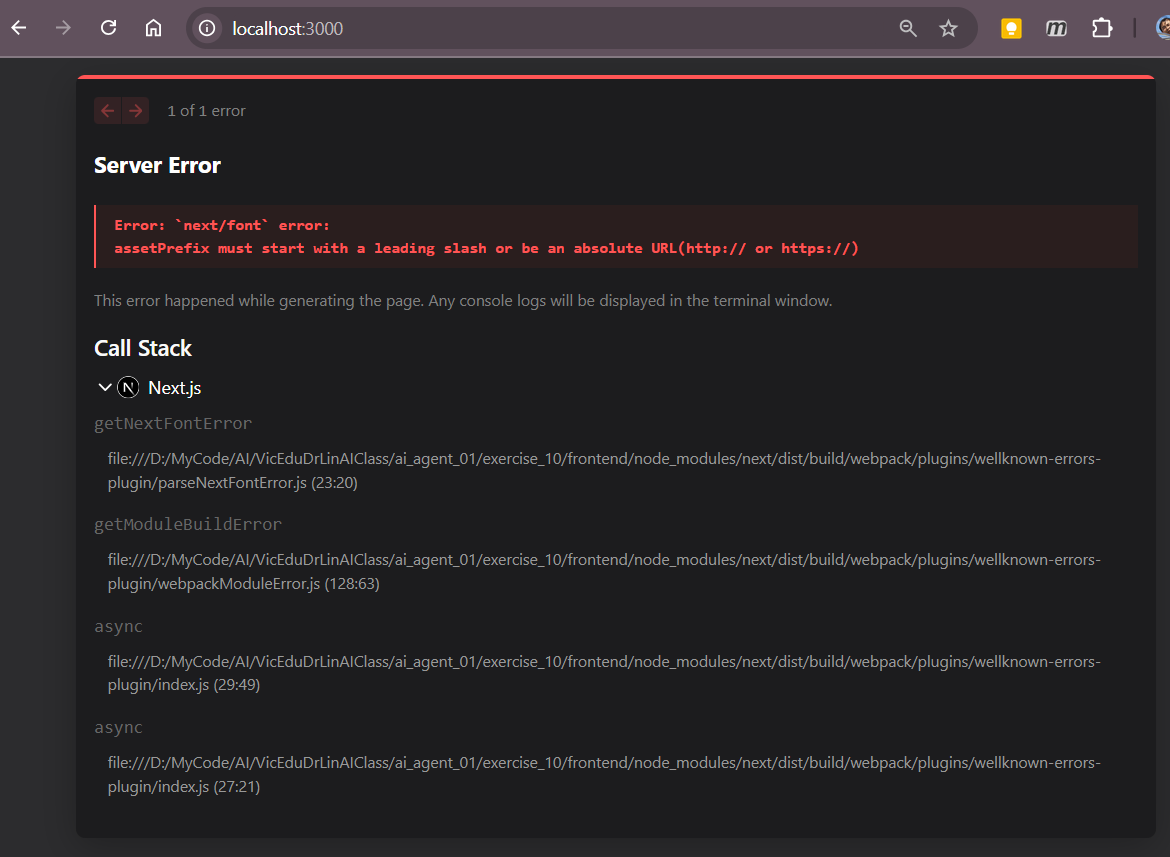 localhost:3000
1 of 1 error
Server Error
Error: `next/font` error:
assetPrefix must start with a leading slash or be an absolute URL(http:// or https://)
This error happened while generating the page. Any console logs will be displayed in the terminal window.
Call Stack
N Next.js
getNextFontError
file:///D:/MyCode/AI/VicEduDrLinAIClass/ai_agent_01/exercise_10/frontend/node_modules/next/dist/build/webpack/plugins/wellknown-errors-
plugin/parseNextFontError.js (23:20)
getModuleBuildError
file:///D:/MyCode/AI/VicEduDrLinAIClass/ai_agent_01/exercise_10/frontend/node_modules/next/dist/build/webpack/plugins/wellknown-errors-
plugin/webpackModuleError.js (128:63)
async
file:///D:/MyCode/AI/VicEduDrLinAIClass/ai_agent_01/exercise_10/frontend/node_modules/next/dist/build/webpack/plugins/wellknown-errors-
plugin/index.js (29:49)
async
file:///D:/MyCode/AI/VicEduDrLinAIClass/ai_agent_01/exercise_10/frontend/node_modules/next/dist/build/webpack/plugins/wellknown-errors-
plugin/index.js (27:21)